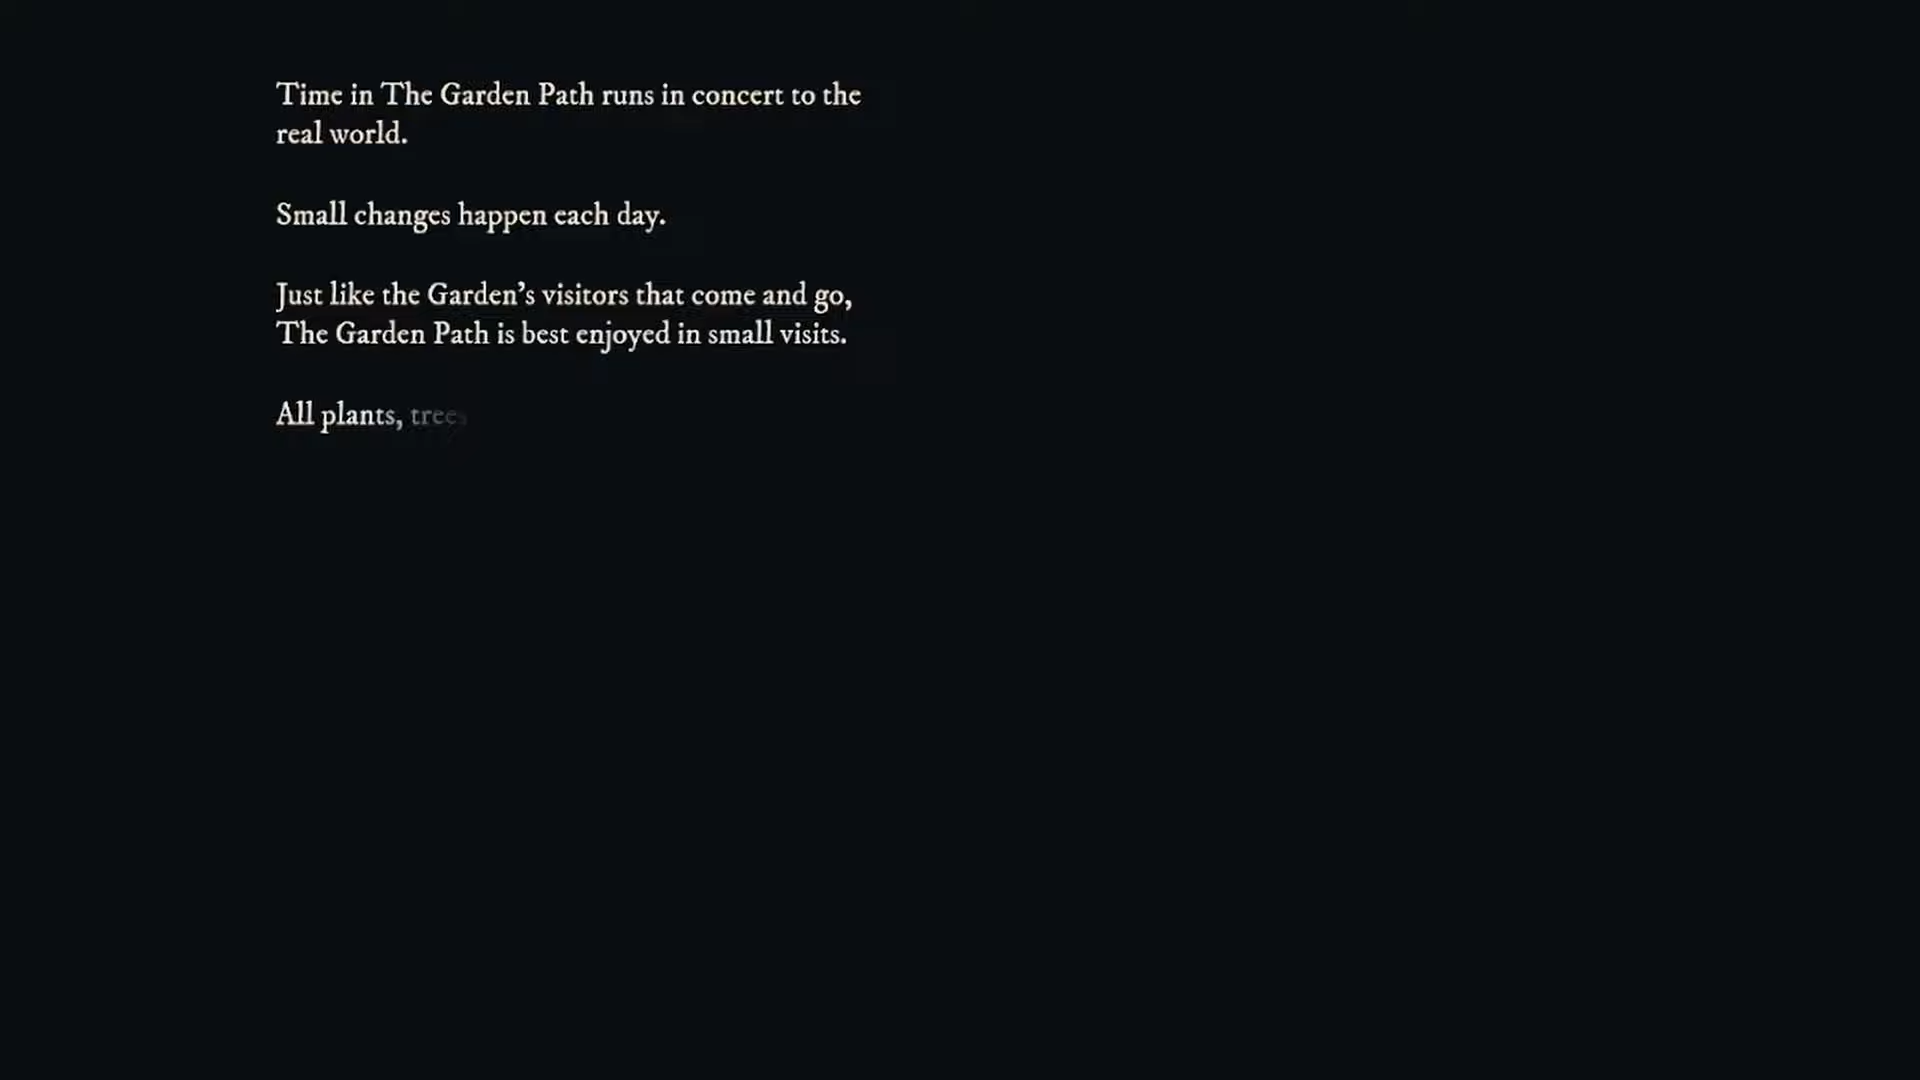 Time in The Garden Path runs in concert to the
real world.
Small changes happen each day.
Just like the Garden’s visitors that come and go,
The Garden Path is best enjoyed in small visits.
All plants, trees